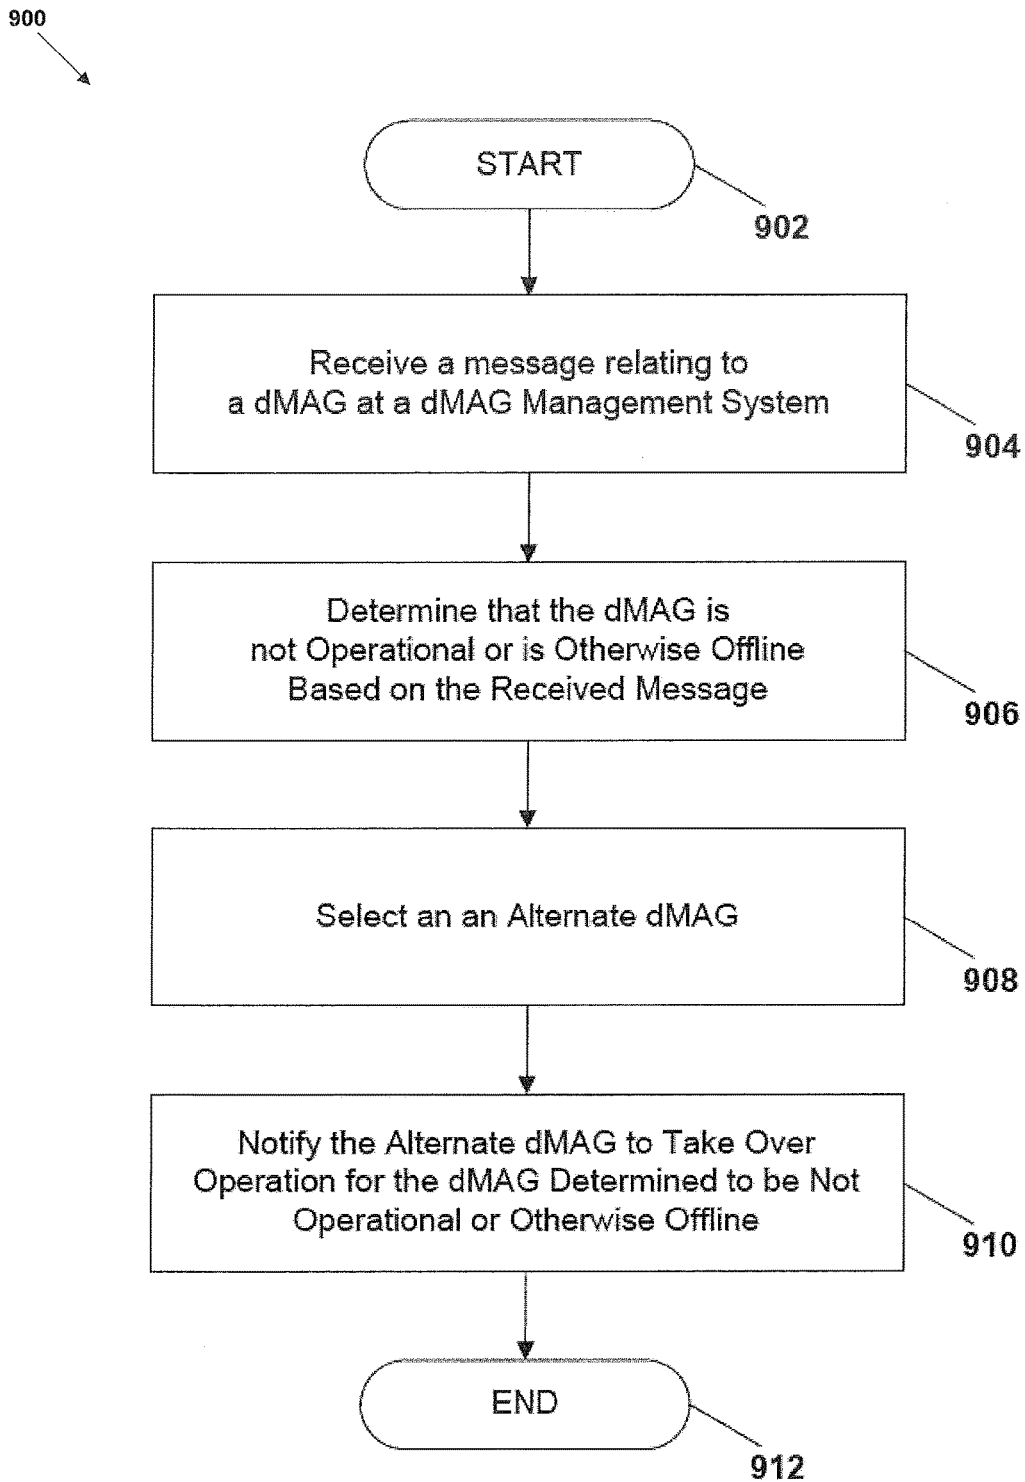 900
START
902
Receive a message relating to
a dMAG at a dMAG Management System
904
Determine that the dMAG is
not Operational or is Otherwise Offline
Based on the Received Message
906
Select an an Alternate dMAG
908
Notify the Alternate dMAG to Take Over
Operation for the dMAG Determined to be Not
Operational or Otherwise Offline
910
END
912